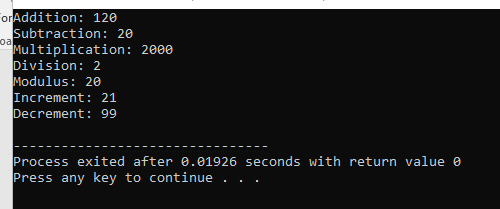 Addition: 120
Subtraction: 20
Multiplication: 2000
Division: 2
Modulus: 20
Increment: 21
Decrement: 99
--------------------------------
Process exited after 0.01926 seconds with return value 0
Press any key to continue . . .